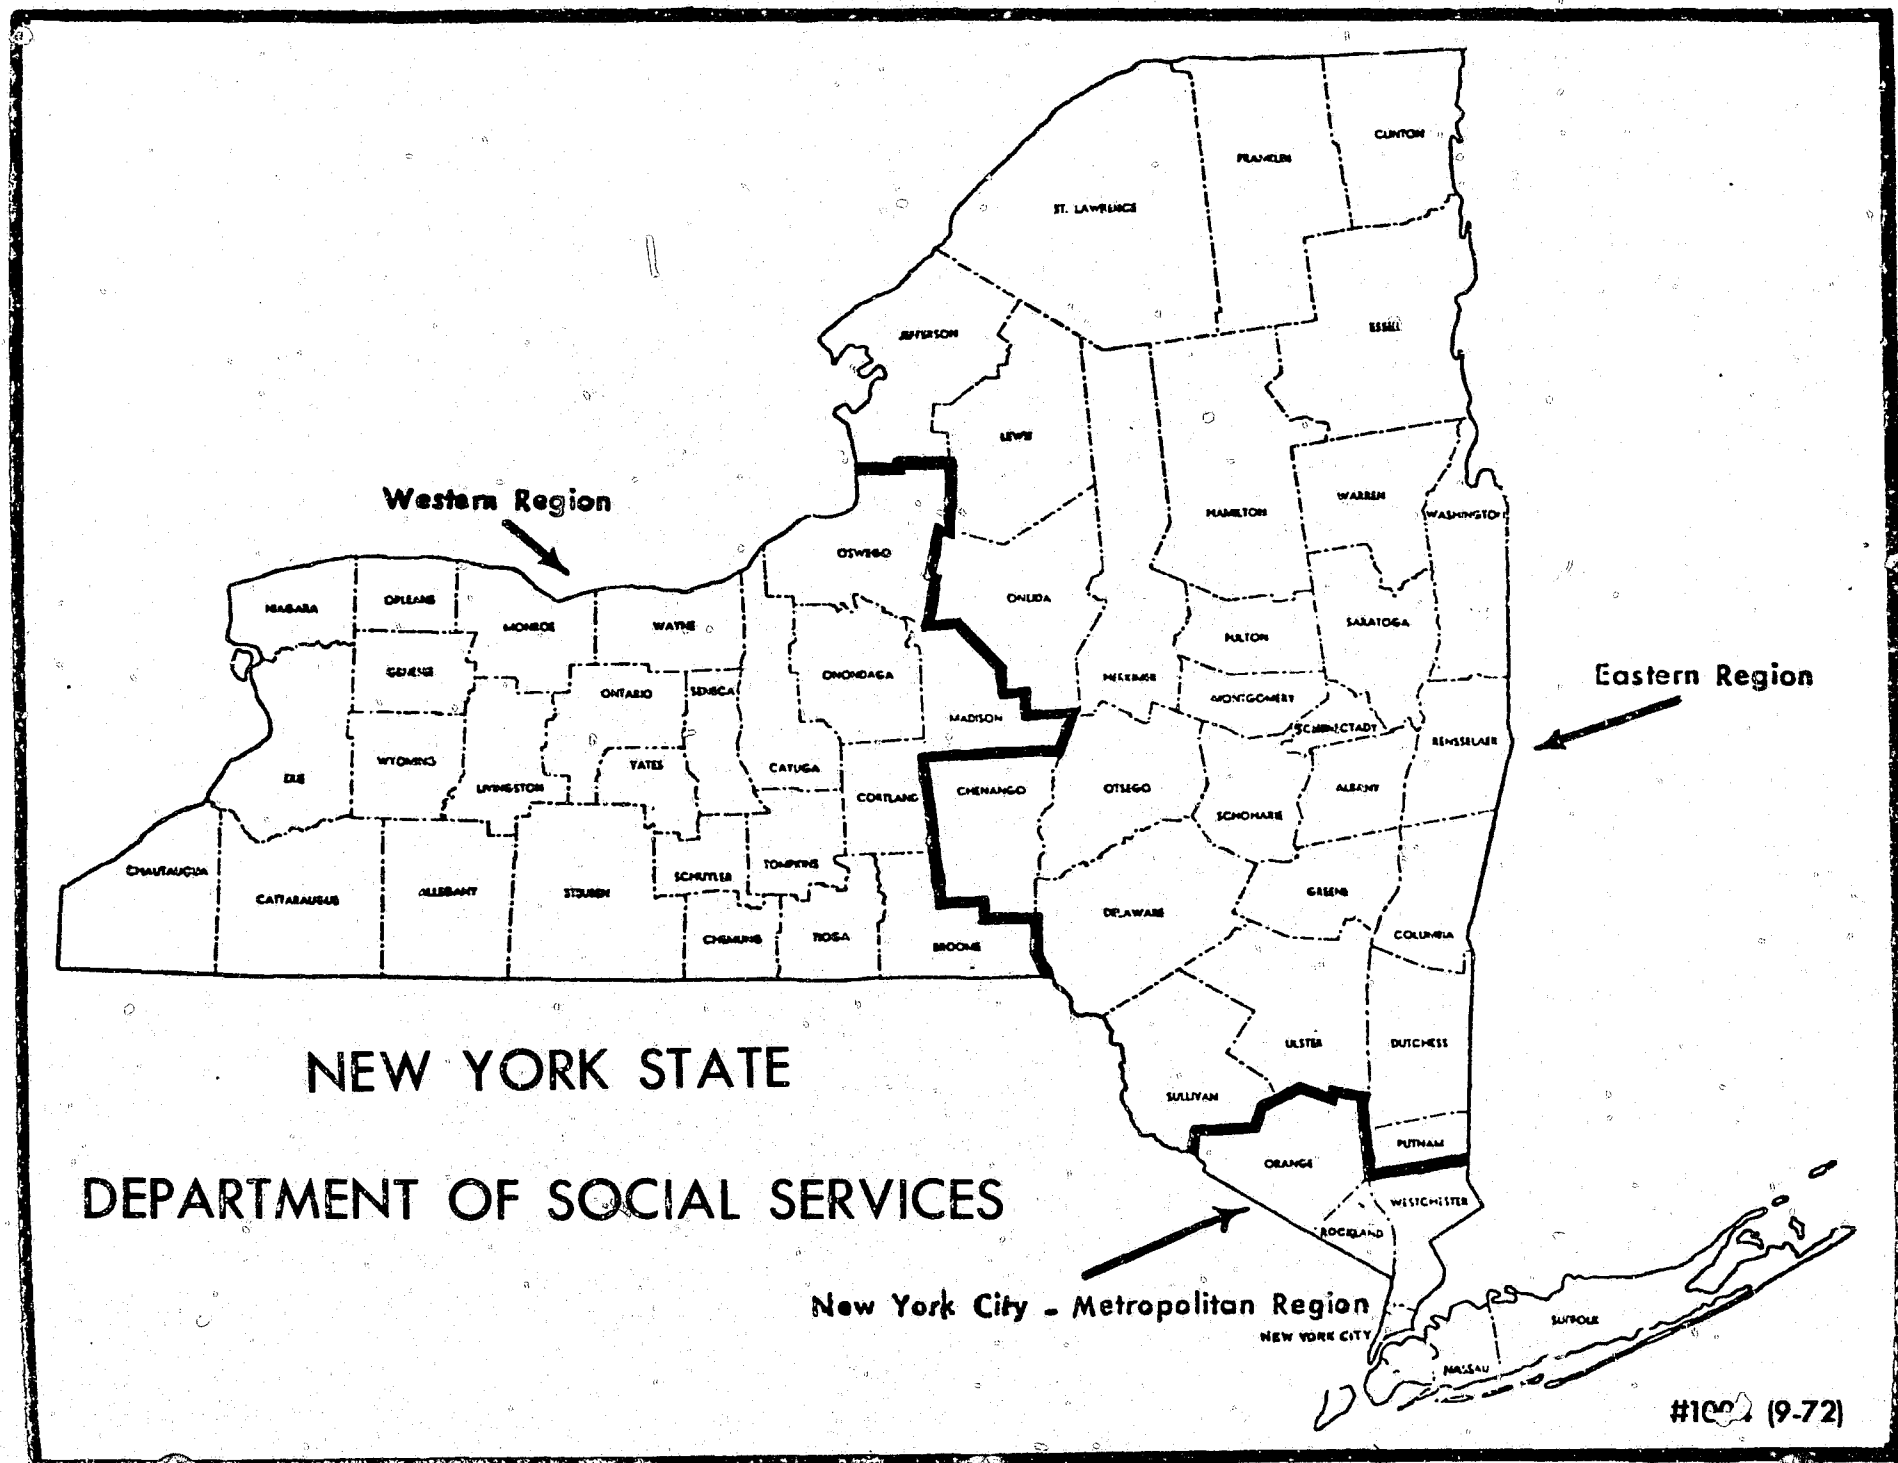 CLINTON
FRANKLIN
ST. LAWRENCE
JEFFERSON
ESSEX
LEWIS
Western Region
WARREN
HAMILTON
WASHINGTON
OSWEGO
ONEIDA
NIAGARA
ORLEANS
MONROE
WAYNE
SARATOGA
FULTON
GENESEE
ONTARIO
SENECA
ONONDAGA
HERKIMER
Eastern Region
MONTGOMERY
MADISON
SCHENECTADY
RENSSELAER
WYOMING
YATES
CAYUGA
ERIE
LIVINGSTON
CORTLAND
CHENANGO
OTSEGO
ALBANY
SCHOHARIE
CHAUTAUQUA
CATTARAUGUS
ALLEGANY
STEUBEN
SCHUYLER
TOMPKINS
GREENE
DELAWARE
CHEMUNG
TIOGA
BROOME
COLUMBIA
ULSTER
DUTCHESS
NEW YORK STATE
SULLIVAN
PUTNAM
ORANGE
DEPARTMENT OF SOCIAL SERVICES
WESTCHESTER
ROCKLAND
New York City - Metropolitan Region
NEW YORK CITY
SUFFOLK
NASSAU
(9-72)